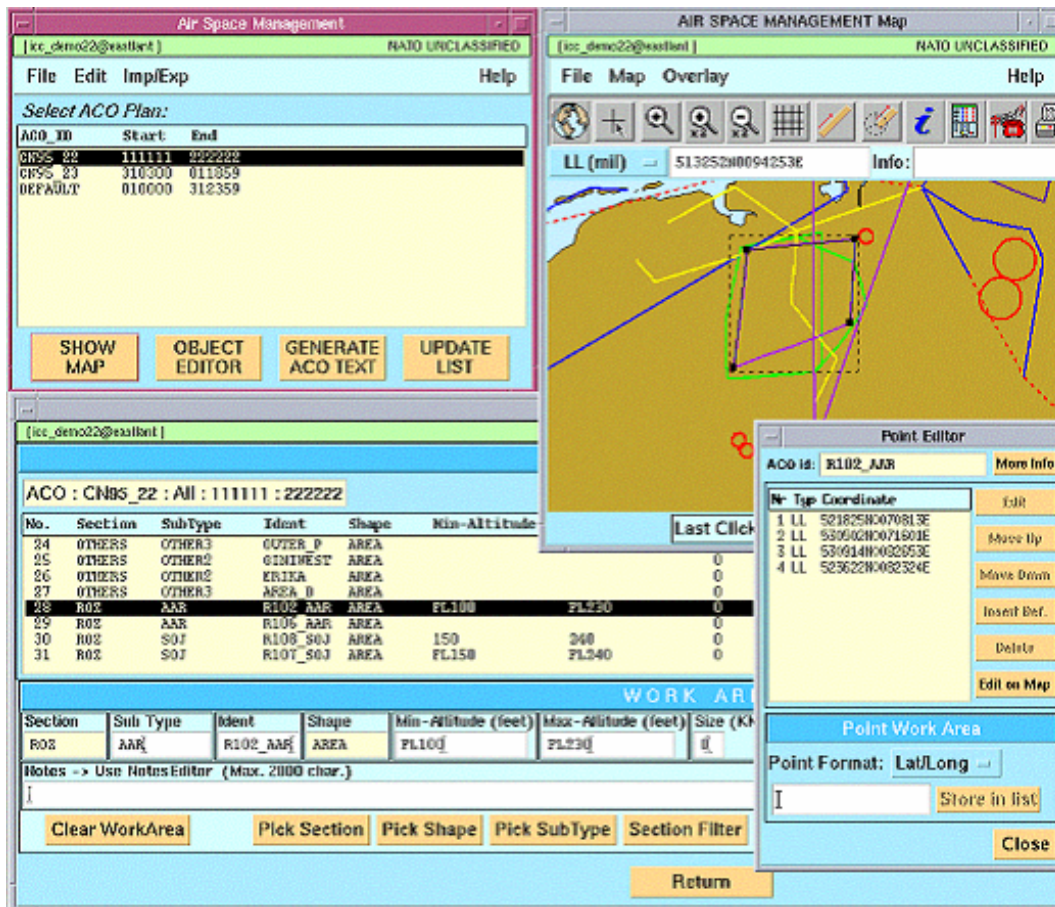 Air Space Management
[icc_demo22@eastlant] NATO UNCLASSIFIED
File Edit Imp/Exp Help
Select ACO Plan:
ACO_ID Start End
CN95_22 111111 222222
CN95_23 310300 011859
DEFAULT 010000 312359
SHOW MAP
OBJECT EDITOR
GENERATE ACO TEXT
UPDATE LIST
AIR SPACE MANAGEMENT Map
[icc_demo22@eastlant] NATO UNCLASSIFIED
File Map Overlay Help
LL (mil) 513252N0094253E Info:
Last Click
[icc_demo22@eastlant]
ACO : CN95_22 : All : 111111 : 222222
No. Section SubType Ident Shape Min-Altitude
24 OTHERS OTHER3 OUTER_P AREA
25 OTHERS OTHER2 GINIWEST AREA 0
26 OTHERS OTHER2 ERIKA AREA 0
27 OTHERS OTHER3 AREA_D AREA 0
28 ROZ AAR R102_AAR AREA FL100 FL230 0
29 ROZ AAR R106_AAR AREA 0
30 ROZ SOJ R108_SOJ AREA 150 240 0
31 ROZ SOJ R107_SOJ AREA FL150 FL240 0
WORK ARE
Section Sub Type Ident Shape Min-Altitude (feet) Max-Altitude (feet) Size (KM
ROZ AAR R102_AAR AREA FL100 FL230 0
Notes -> Use NotesEditor (Max. 2000 char.)
Clear WorkArea Pick Section Pick Shape Pick SubType Section Filter
Return
Point Editor
ACO Id: R102_AAR More Info
Nr Typ Coordinate
1 LL 521825N0070813E
2 LL 530502N0071601E
3 LL 530914N0082653E
4 LL 523622N0082324E
Edit
Move Up
Move Down
Insert Bef.
Delete
Edit on Map
Point Work Area
Point Format: Lat/Long
Store in list
Close